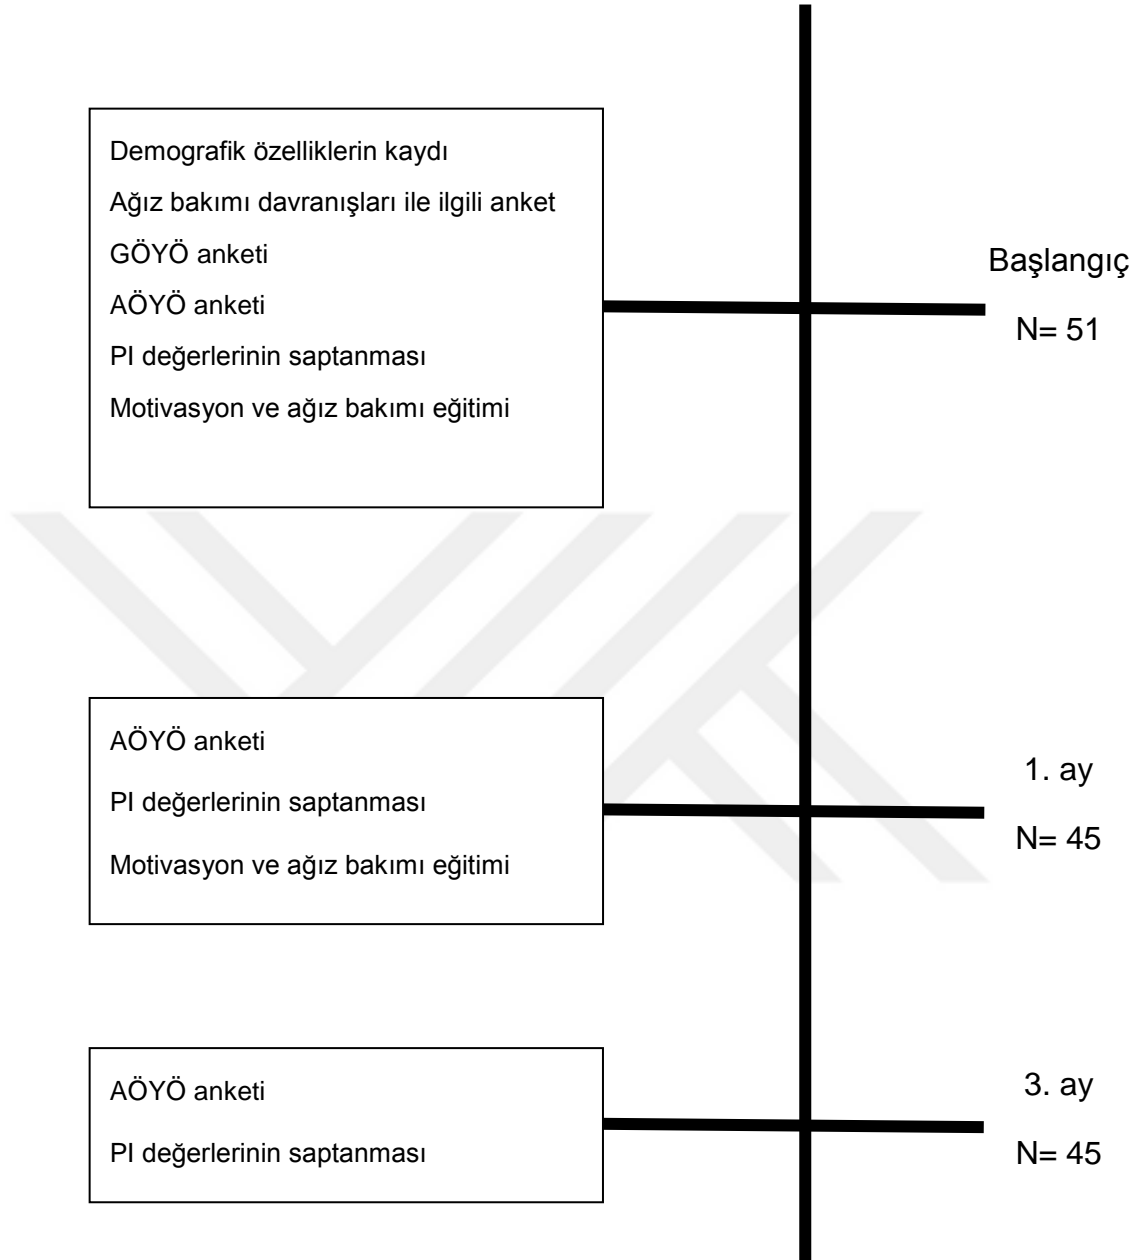 Demografik özelliklerin kaydı
Ağız bakımı davranışları ile ilgili anket
GÖYÖ anketi
AÖYÖ anketi
PI değerlerinin saptanması
Motivasyon ve ağız bakımı eğitimi
Başlangıç
N= 51
AÖYÖ anketi
PI değerlerinin saptanması
Motivasyon ve ağız bakımı eğitimi
1. ay
N= 45
AÖYÖ anketi
PI değerlerinin saptanması
3. ay
N= 45